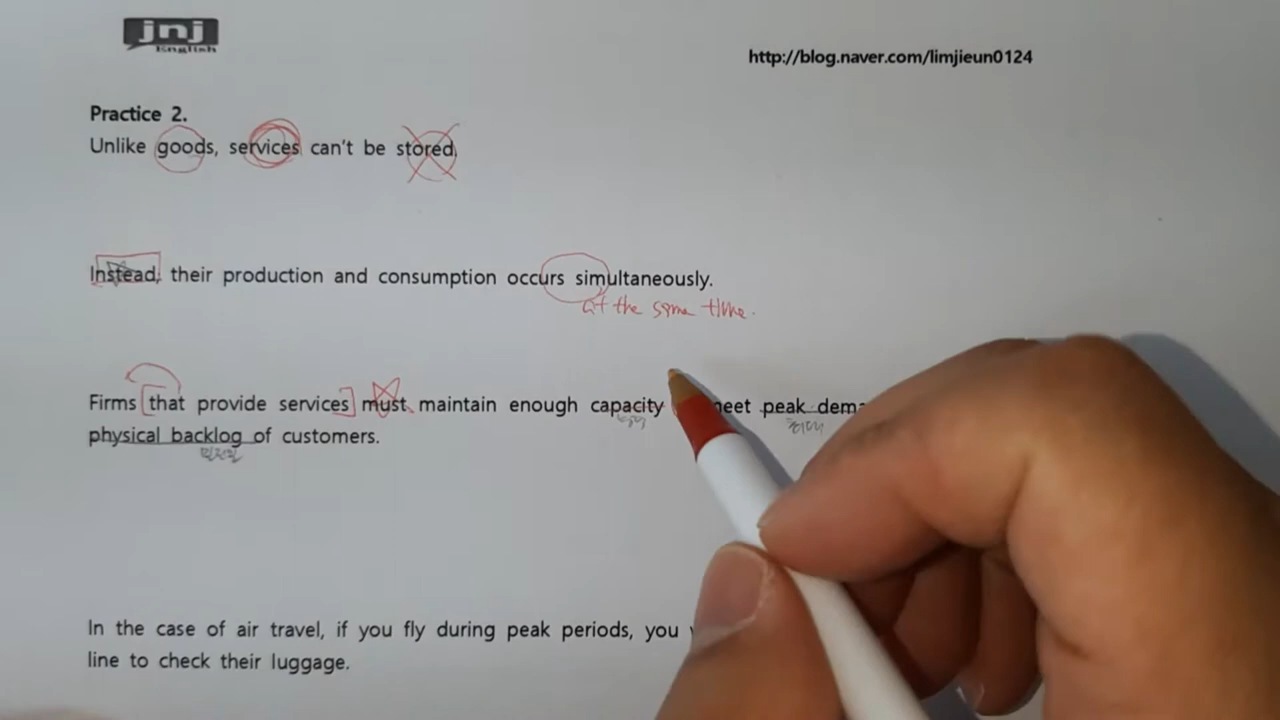 jnj
English
http://blog.naver.com/limjieun0124
Practice 2.
Unlike goods, services can't be stored.
Instead, their production and consumption occurs simultaneously.
at the same time.
Firms that provide services must maintain enough capacity meet peak
physical backlog of customers.
In the case of air travel, if you fly during peak periods, you
line to check their luggage.